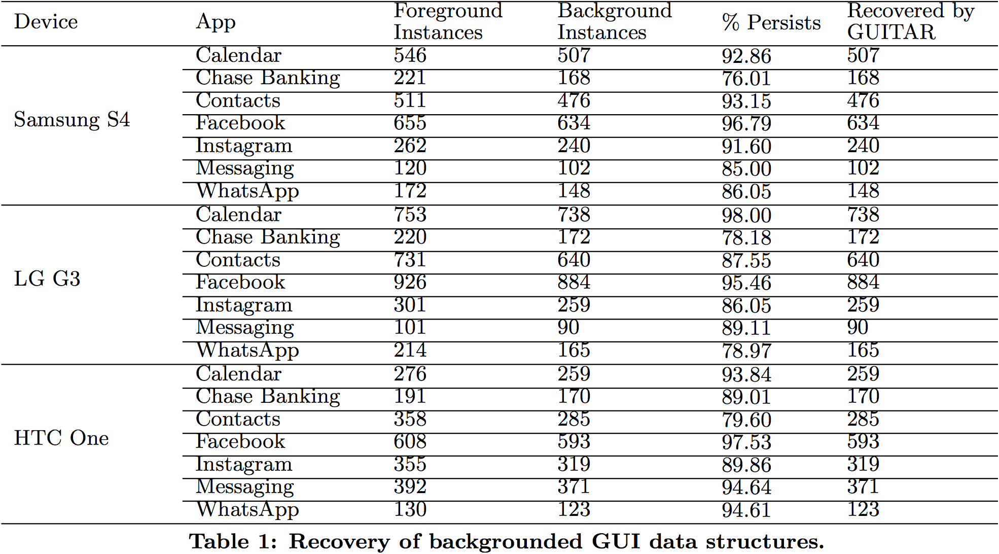 Device App Foreground Instances Background Instances % Persists Recovered by GUITAR
Samsung S4
Calendar 546 507 92.86 507
Chase Banking 221 168 76.01 168
Contacts 511 476 93.15 476
Facebook 655 634 96.79 634
Instagram 262 240 91.60 240
Messaging 120 102 85.00 102
WhatsApp 172 148 86.05 148
LG G3
Calendar 753 738 98.00 738
Chase Banking 220 172 78.18 172
Contacts 731 640 87.55 640
Facebook 926 884 95.46 884
Instagram 301 259 86.05 259
Messaging 101 90 89.11 90
WhatsApp 214 165 78.97 165
HTC One
Calendar 276 259 93.84 259
Chase Banking 191 170 89.01 170
Contacts 358 285 79.60 285
Facebook 608 593 97.53 593
Instagram 355 319 89.86 319
Messaging 392 371 94.64 371
WhatsApp 130 123 94.61 123
Table 1: Recovery of backgrounded GUI data structures.